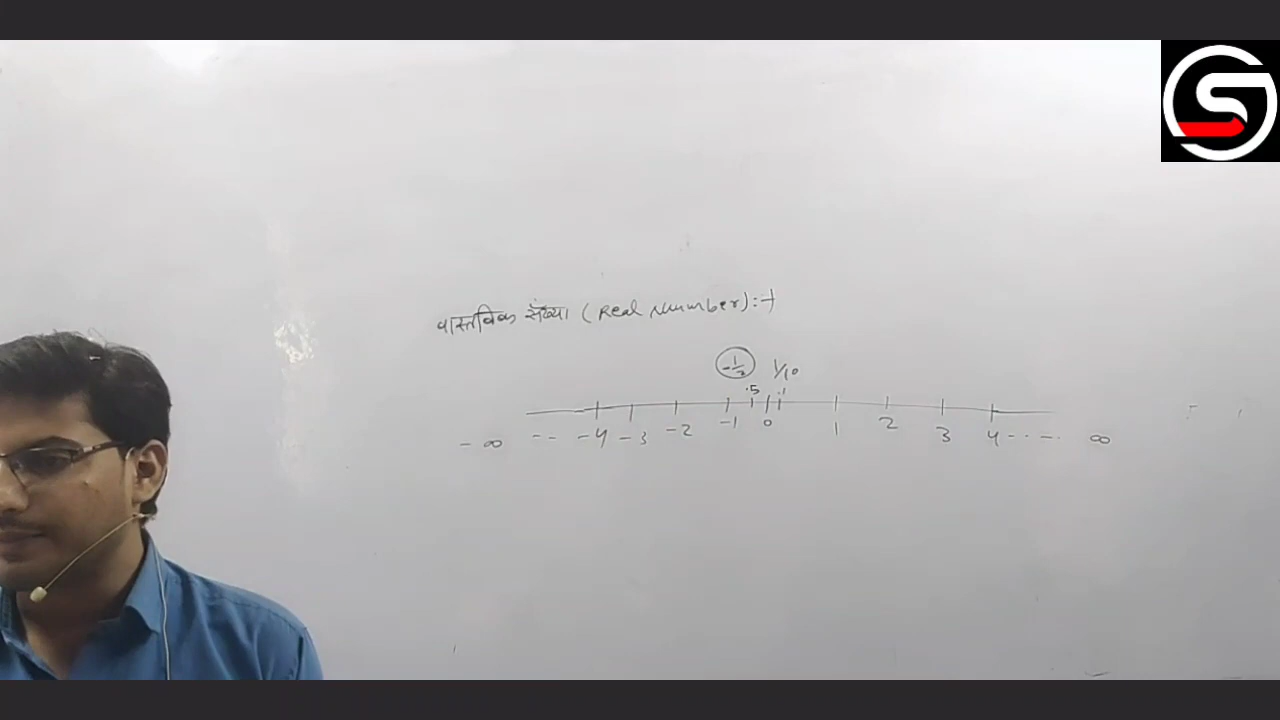 वास्तविक संख्या (Real Number):-
-1/2 1/10
.5 .1
-∞ -- -4 -3 -2 -1 0 1 2 3 4 ---- ∞